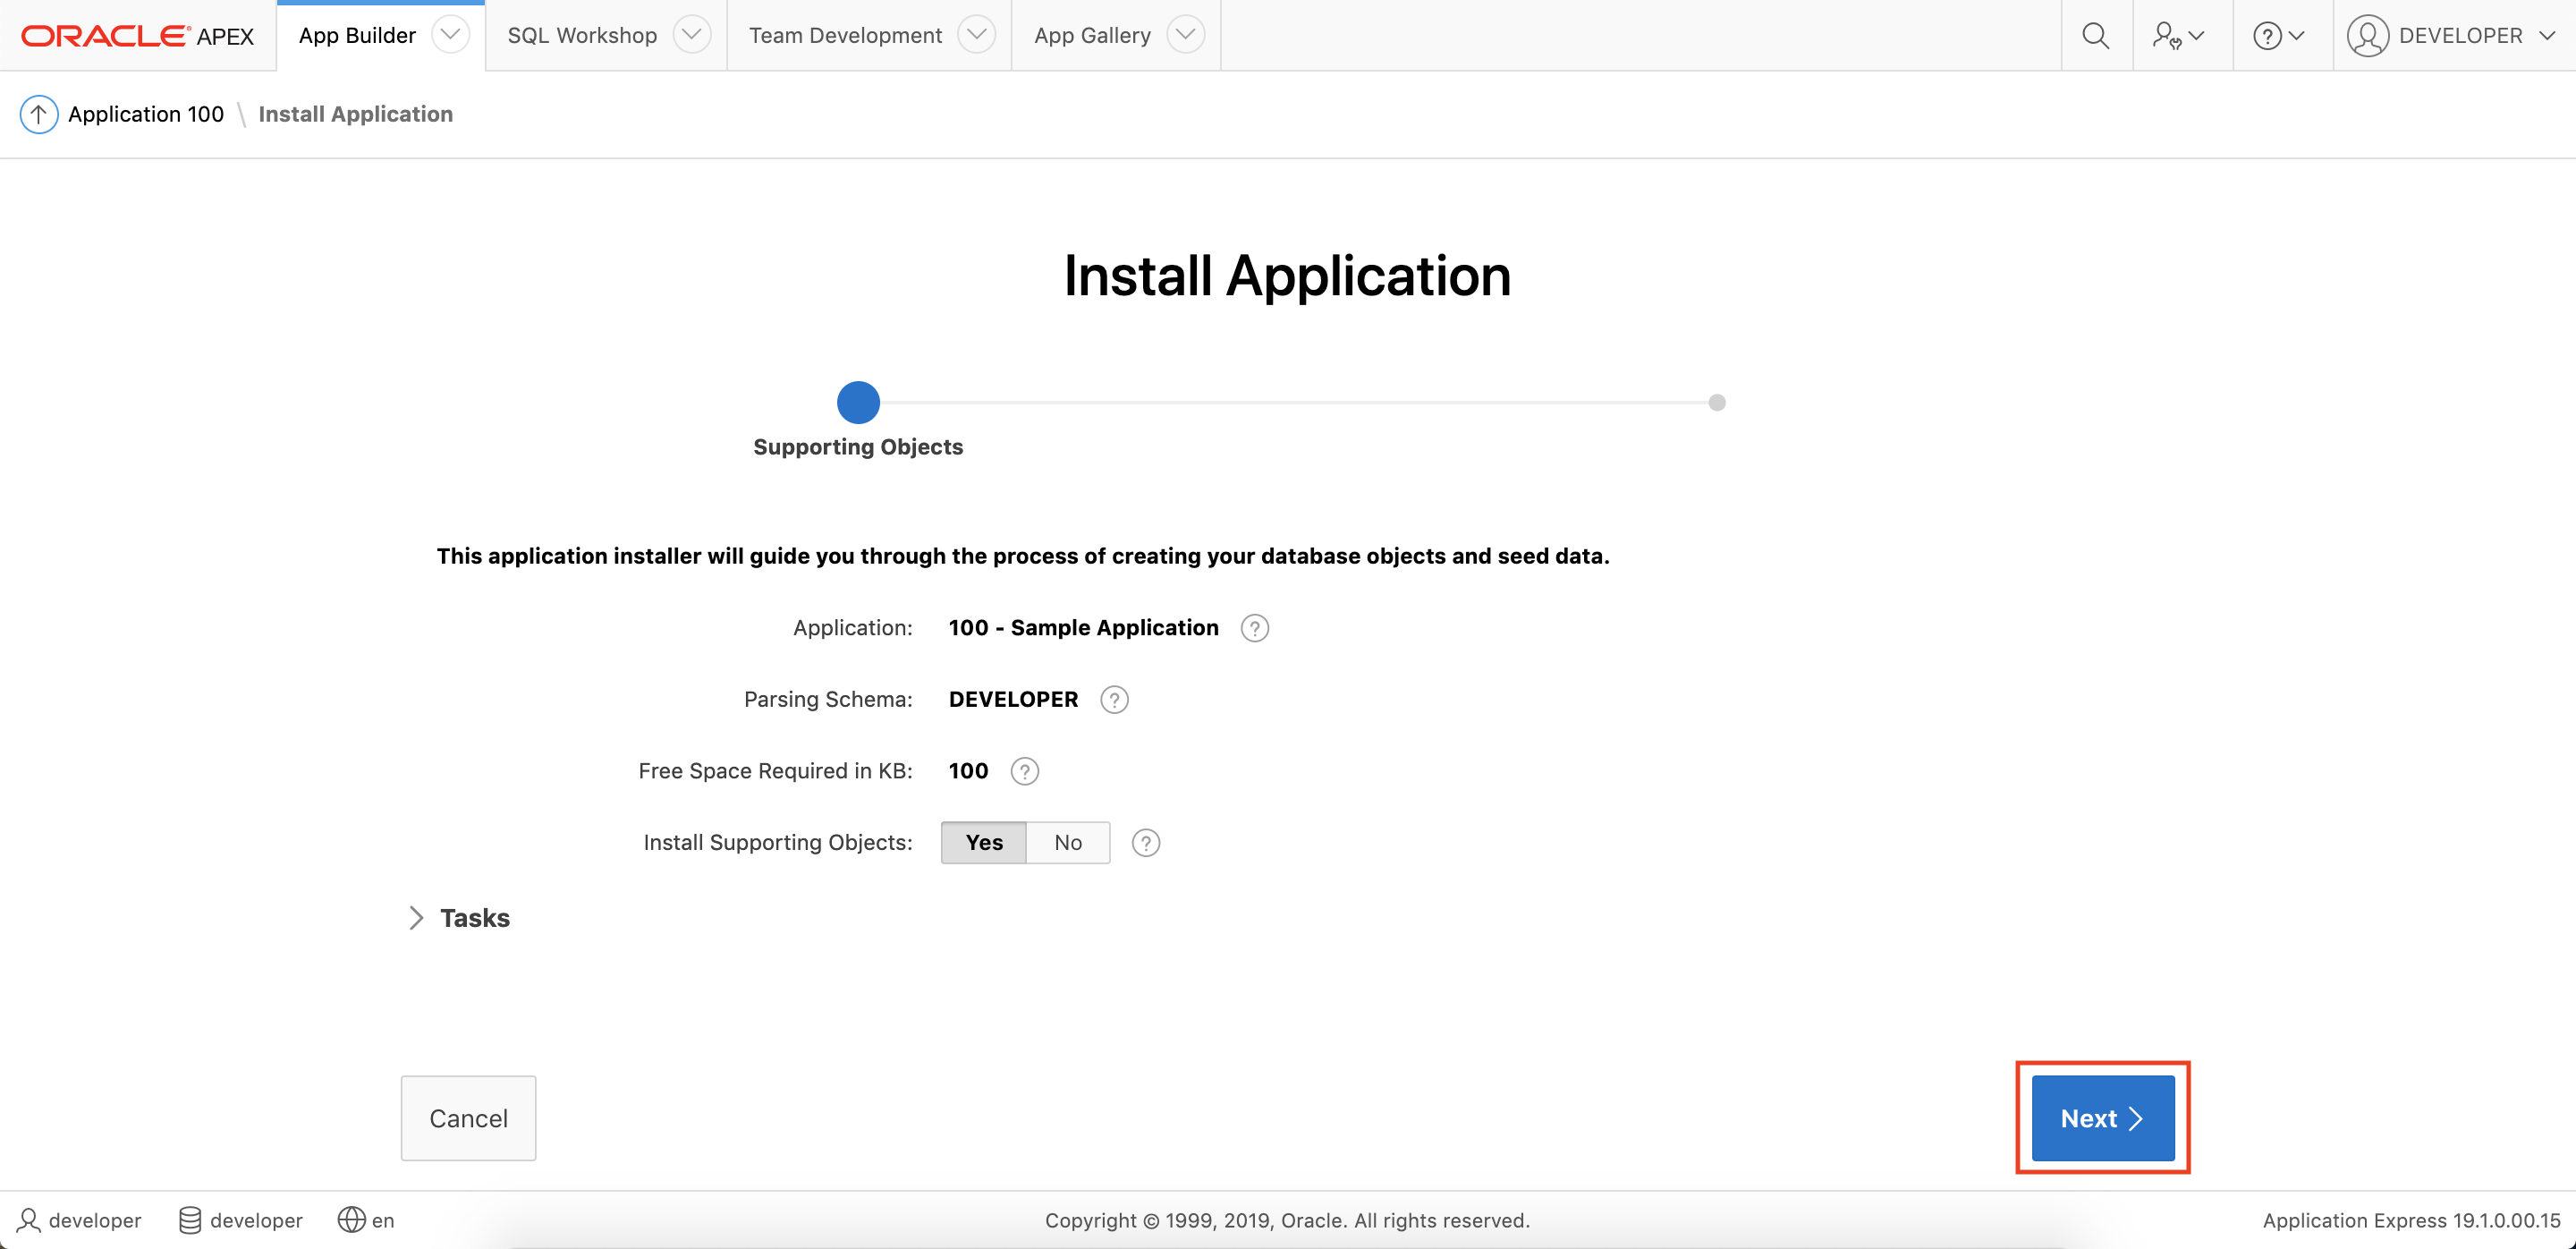 ORACLE APEX App Builder SQL Workshop Team Development App Gallery DEVELOPER
Application 100 \ Install Application
Install Application
Supporting Objects
This application installer will guide you through the process of creating your database objects and seed data.
Application: 100 - Sample Application ?
Parsing Schema: DEVELOPER ?
Free Space Required in KB: 100 ?
Install Supporting Objects: Yes No ?
Tasks
Cancel Next
developer developer en Copyright © 1999, 2019, Oracle. All rights reserved. Application Express 19.1.0.00.15